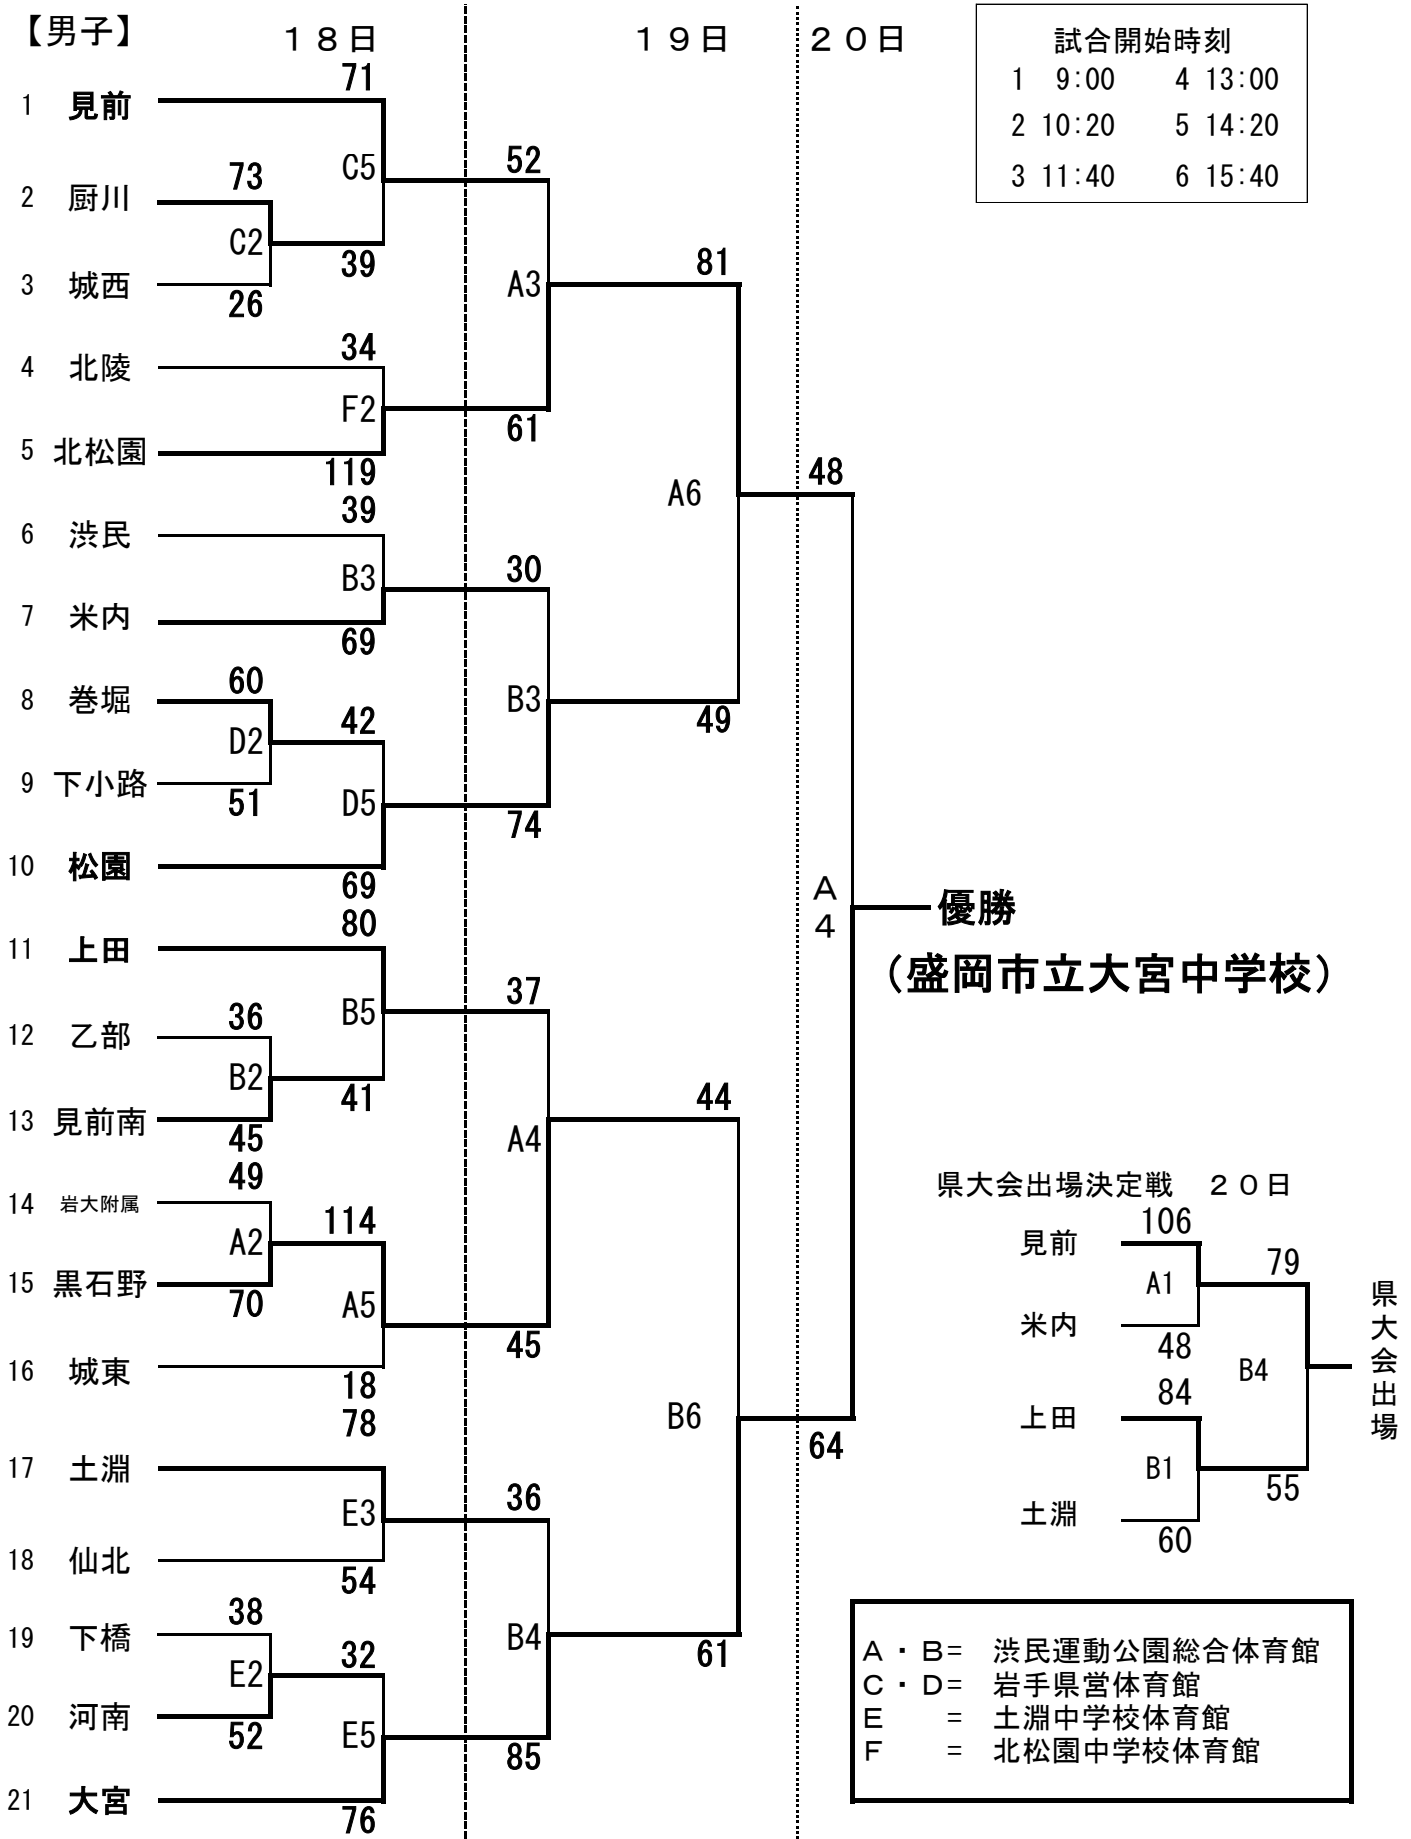 【男子】
１８日
１９日
２０日
試合開始時刻
1 9:00 4 13:00
2 10:20 5 14:20
3 11:40 6 15:40
71
1 見前
C5
52
73
2 厨川
C2
39
3 城西
26
A3
81
34
4 北陵
F2
61
5 北松園
119
48
A6
39
6 渋民
B3
30
7 米内
69
60
8 巻堀
B3
49
42
D2
9 下小路
51
D5
74
10 松園
69
A
4
優勝
（盛岡市立大宮中学校）
80
11 上田
B5
37
36
12 乙部
B2
41
13 見前南
45
A4
44
49
14 岩大附属
114
A2
15 黒石野
70
A5
45
16 城東
18
B6
64
78
17 土淵
E3
36
18 仙北
54
38
19 下橋
B4
61
32
E2
20 河南
52
E5
85
21 大宮
76
県大会出場決定戦 ２０日
106
見前
79
A1
米内
48
B4
県大会出場
84
上田
B1
55
土淵
60
Ａ・Ｂ= 渋民運動公園総合体育館
Ｃ・Ｄ= 岩手県営体育館
Ｅ = 土淵中学校体育館
Ｆ = 北松園中学校体育館